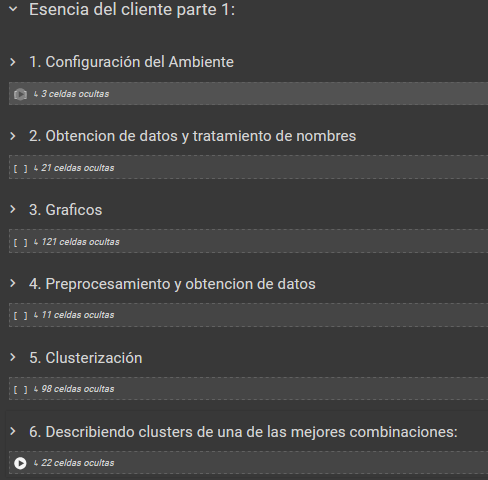 Esencia del cliente parte 1:
1. Configuración del Ambiente
↳ 3 celdas ocultas
2. Obtencion de datos y tratamiento de nombres
[ ] ↳ 21 celdas ocultas
3. Graficos
[ ] ↳ 121 celdas ocultas
4. Preprocesamiento y obtencion de datos
[ ] ↳ 11 celdas ocultas
5. Clusterización
[ ] ↳ 98 celdas ocultas
6. Describiendo clusters de una de las mejores combinaciones:
↳ 22 celdas ocultas